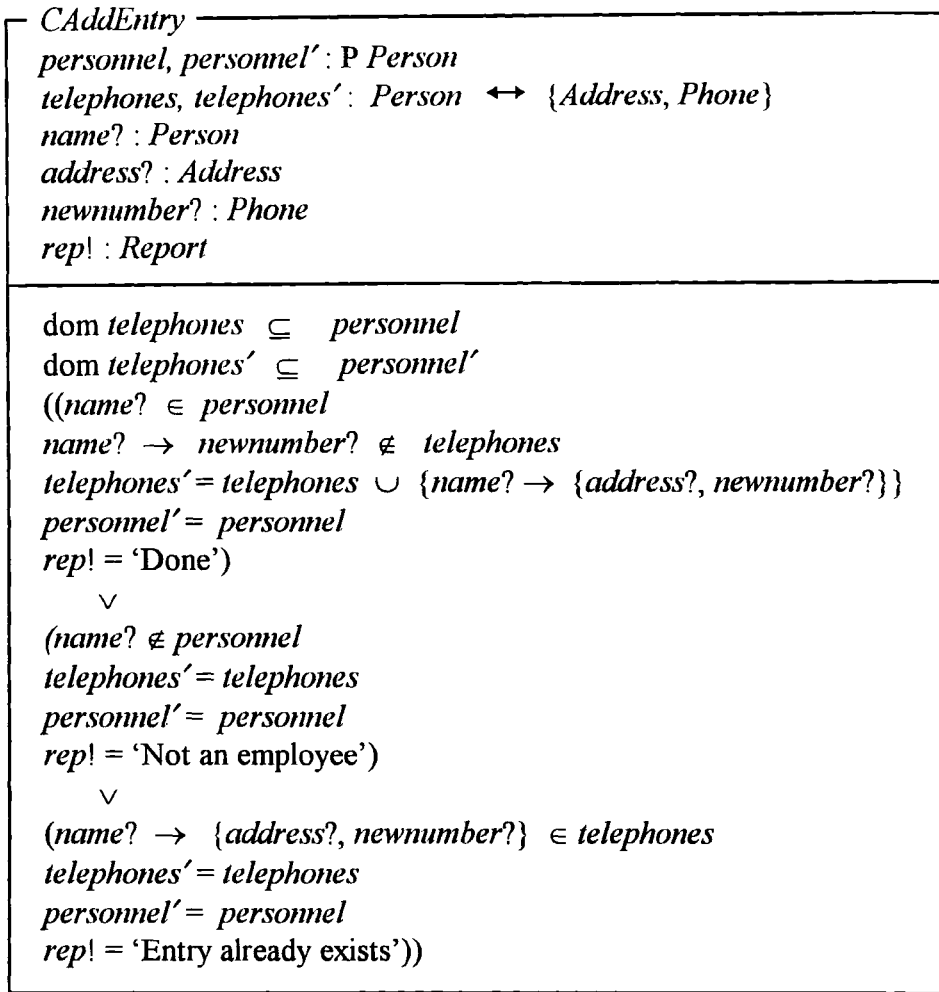 CAddEntry
personnel, personnel′ : P Person
telephones, telephones′ : Person ↔ {Address, Phone}
name? : Person
address? : Address
newnumber? : Phone
rep! : Report
dom telephones ⊆ personnel
dom telephones′ ⊆ personnel′
((name? ∈ personnel
name? → newnumber? ∉ telephones
telephones′ = telephones ∪ {name? → {address?, newnumber?}}
personnel′ = personnel
rep! = ‘Done’)
∨
(name? ∉ personnel
telephones′ = telephones
personnel′ = personnel
rep! = ‘Not an employee’)
∨
(name? → {address?, newnumber?} ∈ telephones
telephones′ = telephones
personnel′ = personnel
rep! = ‘Entry already exists’))